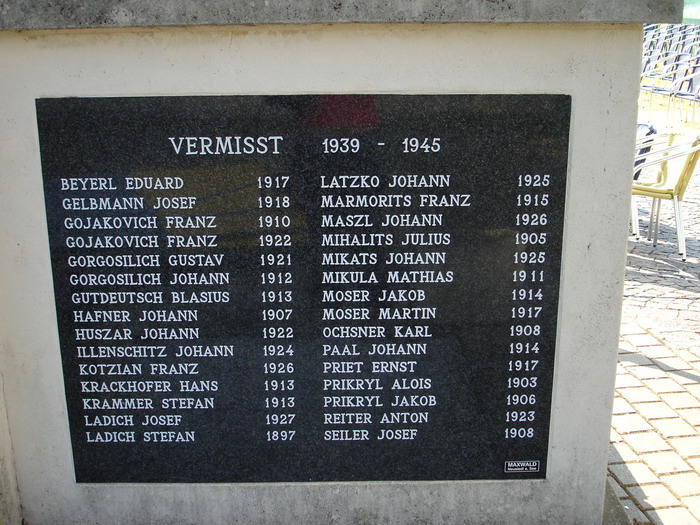 VERMISST 1939 - 1945
BEYERL EDUARD 1917
GELBMANN JOSEF 1918
GOJAKOVICH FRANZ 1910
GOJAKOVICH FRANZ 1922
GORGOSILICH GUSTAV 1921
GORGOSILICH JOHANN 1912
GUTDEUTSCH BLASIUS 1913
HAFNER JOHANN 1907
HUSZAR JOHANN 1922
ILLENSCHITZ JOHANN 1924
KOTZIAN FRANZ 1926
KRACKHOFER HANS 1913
KRAMMER STEFAN 1913
LADICH JOSEF 1927
LADICH STEFAN 1897
LATZKO JOHANN 1925
MARMORITS FRANZ 1915
MASZL JOHANN 1926
MIHALITS JULIUS 1905
MIKATS JOHANN 1925
MIKULA MATHIAS 1911
MOSER JAKOB 1914
MOSER MARTIN 1917
OCHSNER KARL 1908
PAAL JOHANN 1914
PRIET ERNST 1917
PRIKRYL ALOIS 1903
PRIKRYL JAKOB 1906
REITER ANTON 1923
SEILER JOSEF 1908
MAXWALD
Neusiedl a. See